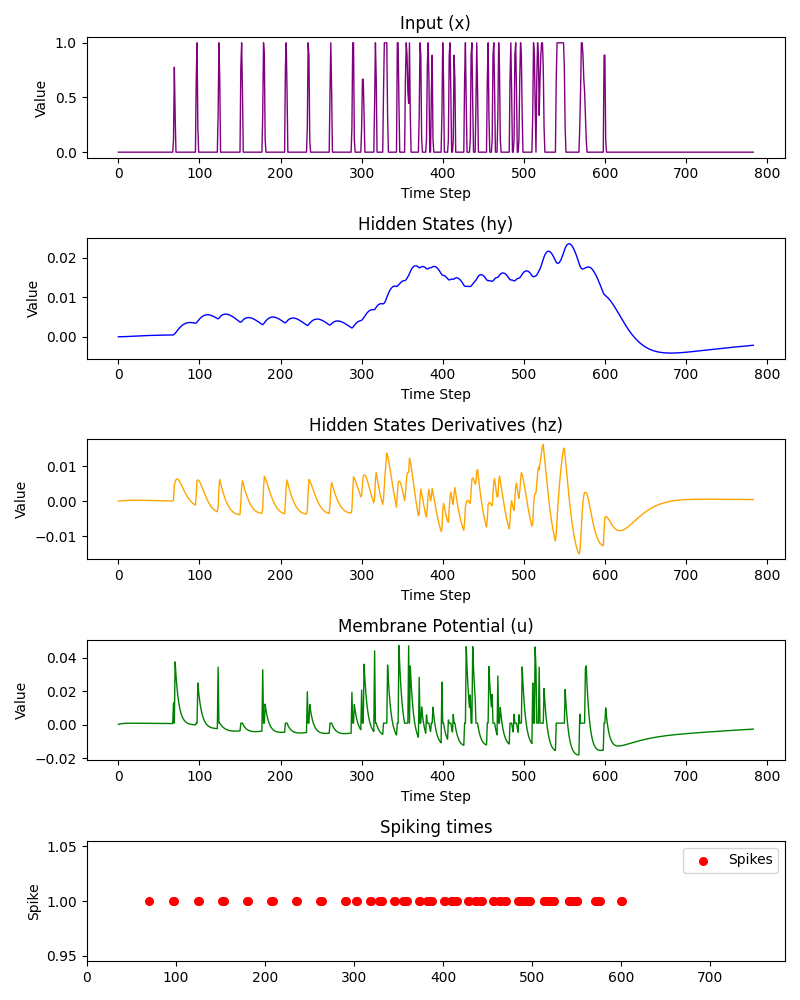 Input (x)
1.0
0.5
0.0
Value
0 100 200 300 400 500 600 700 800
Time Step
Hidden States (hy)
0.02
0.01
0.00
Value
0 100 200 300 400 500 600 700 800
Time Step
Hidden States Derivatives (hz)
0.01
0.00
−0.01
Value
0 100 200 300 400 500 600 700 800
Time Step
Membrane Potential (u)
0.04
0.02
0.00
−0.02
Value
0 100 200 300 400 500 600 700 800
Time Step
Spiking times
1.05
1.00
0.95
Spike
Spikes
0 100 200 300 400 500 600 700